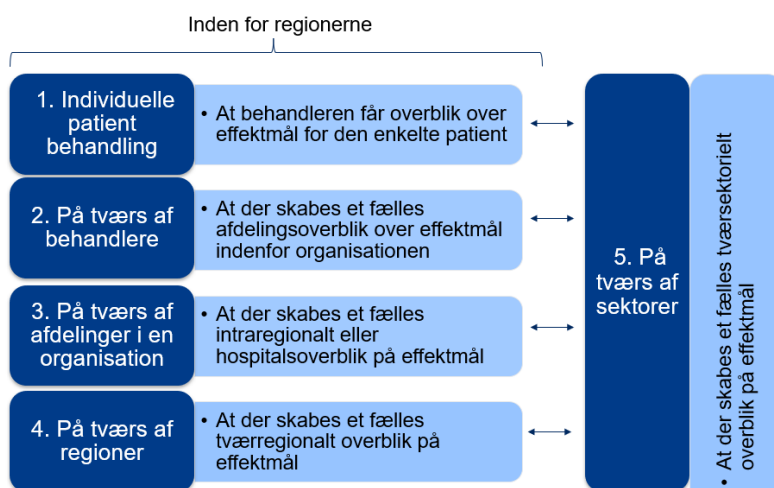 Inden for regionerne
1. Individuelle
patient
behandling
• At behandleren får overblik over
effektmål for den enkelte patient
2. På tværs af
behandlere
• At der skabes et fælles
afdelingsoverblik over effektmål
indenfor organisationen
3. På tværs af
afdelinger i en
organisation
• At der skabes et fælles
intraregionalt eller
hospitalsoverblik på effektmål
4. På tværs af
regioner
• At der skabes et fælles
tværregionalt overblik på
effektmål
5. På
tværs af
sektorer
• At der skabes et fælles tværsektorielt
overblik på effektmål